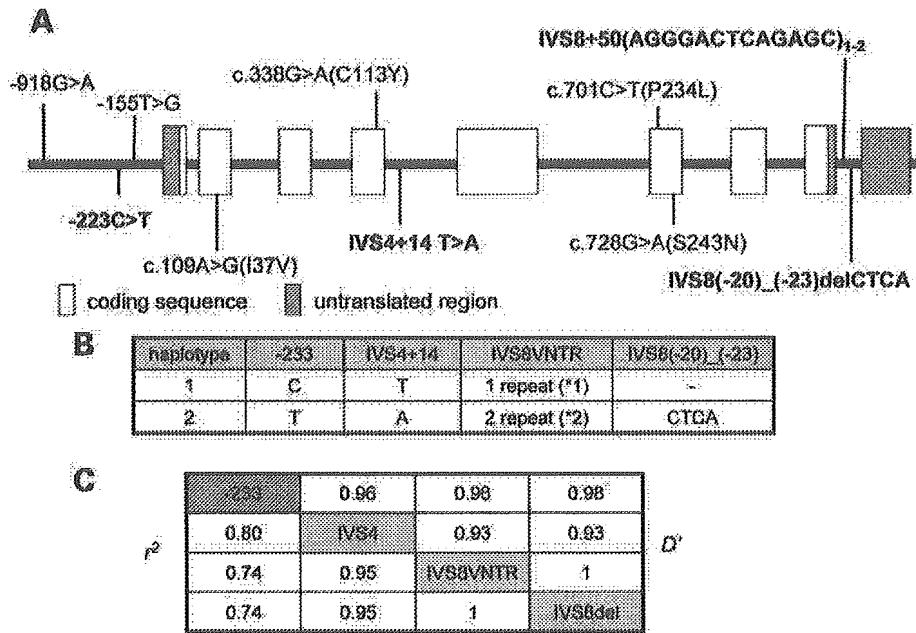 A
IVS8+50(AGGGACTCAGAGC)1-2
c.338G>A(C113Y)
-918G>A
c.701C>T(P234L)
-155T>G
-223C>T
IVS4+14 T>A
c.728G>A(S243N)
c.109A>G(I37V)
IVS8(-20)_(-23)delCTCA
coding sequence
untranslated region
B
haplotype -233 IVS4+14 IVS8VNTR IVS8(-20)_(-23)
1 C T 1 repeat (*1) -
2 T A 2 repeat (*2) CTCA
C
-233 0.96 0.98 0.98
0.80 IVS4 0.93 0.93
r² D'
0.74 0.95 IVS8VNTR 1
0.74 0.95 1 IVS8del